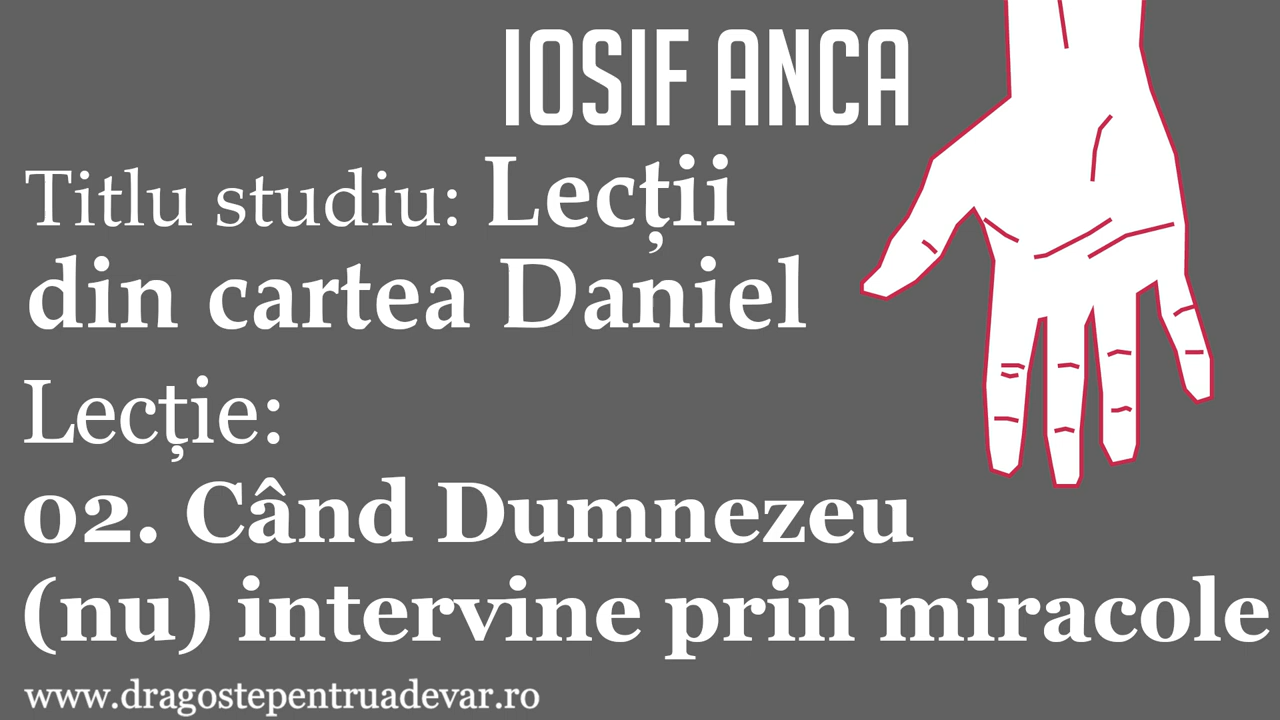 IOSIF ANCA
Titlu studiu: Lecții
din cartea Daniel
Lecție:
02. Când Dumnezeu
(nu) intervine prin miracole
www.dragostepentruadevar.ro